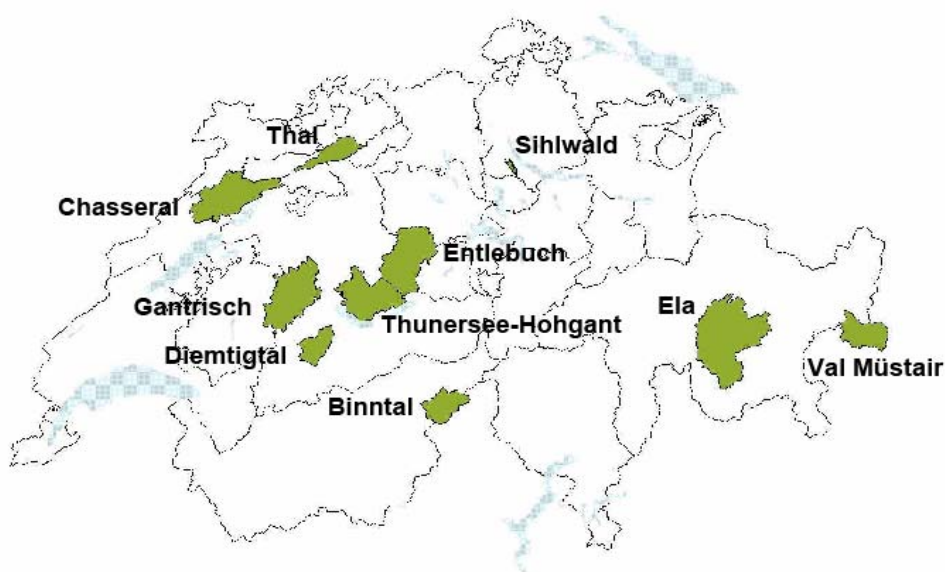 Thal
Sihlwald
Chasseral
Entlebuch
Gantrisch
Ela
Thunersee-Hohgant
Diemtigtal
Val Müstair
Binntal